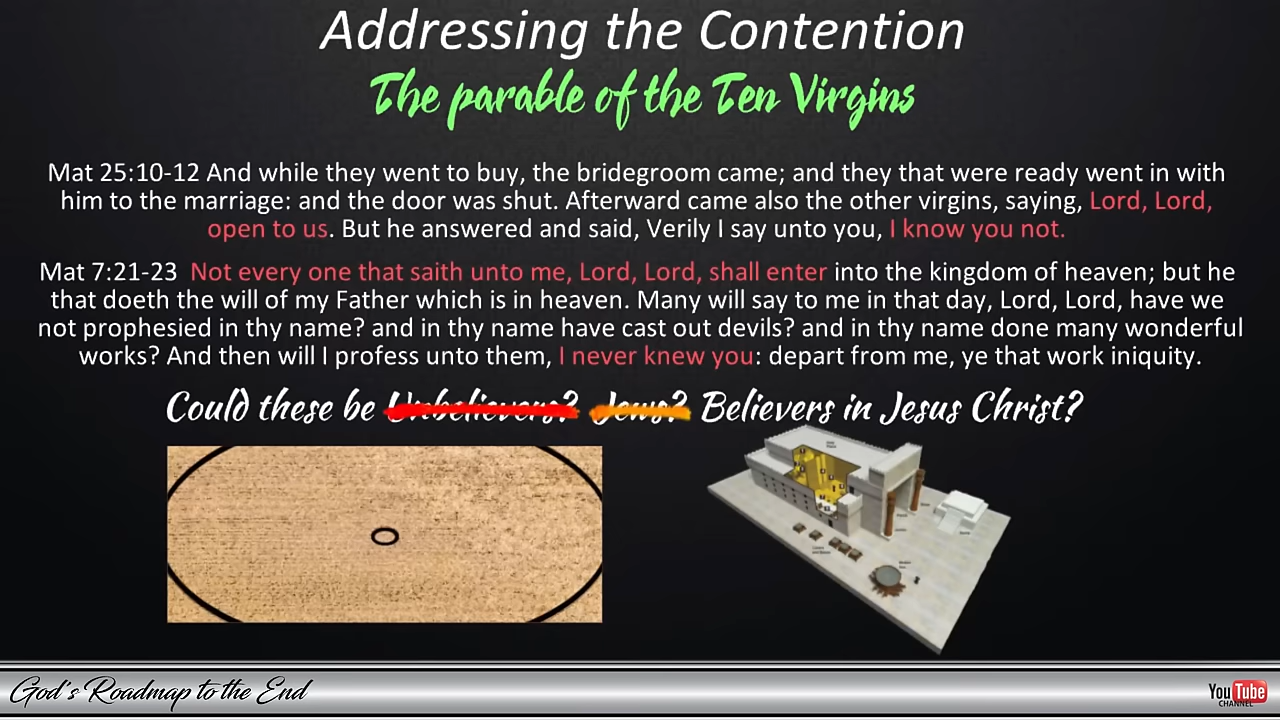 Addressing the Contention
The parable of the Ten Virgins
Mat 25:10-12 And while they went to buy, the bridegroom came; and they that were ready went in with
him to the marriage: and the door was shut. Afterward came also the other virgins, saying, Lord, Lord,
open to us. But he answered and said, Verily I say unto you, I know you not.
Mat 7:21-23 Not every one that saith unto me, Lord, Lord, shall enter into the kingdom of heaven; but he
that doeth the will of my Father which is in heaven. Many will say to me in that day, Lord, Lord, have we
not prophesied in thy name? and in thy name have cast out devils? and in thy name done many wonderful
works? And then will I profess unto them, I never knew you: depart from me, ye that work iniquity.
Could these be Unbelievers? Jews? Believers in Jesus Christ?
God's Roadmap to the End
YouTube
CHANNEL